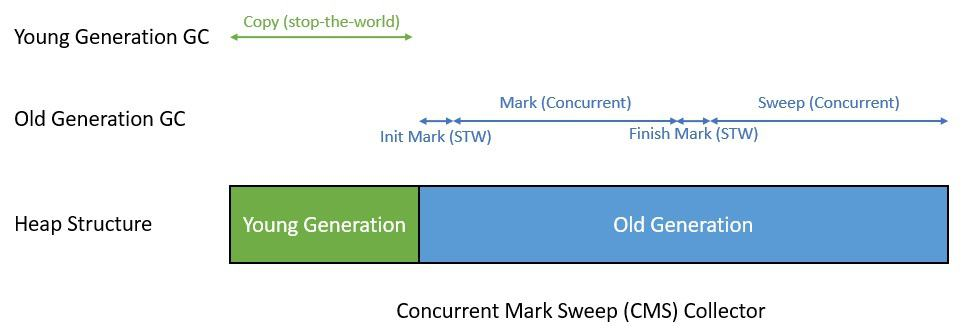 Copy (stop-the-world)
Young Generation GC
Mark (Concurrent)
Sweep (Concurrent)
Old Generation GC
Init Mark (STW)
Finish Mark (STW)
Heap Structure
Young Generation
Old Generation
Concurrent Mark Sweep (CMS) Collector